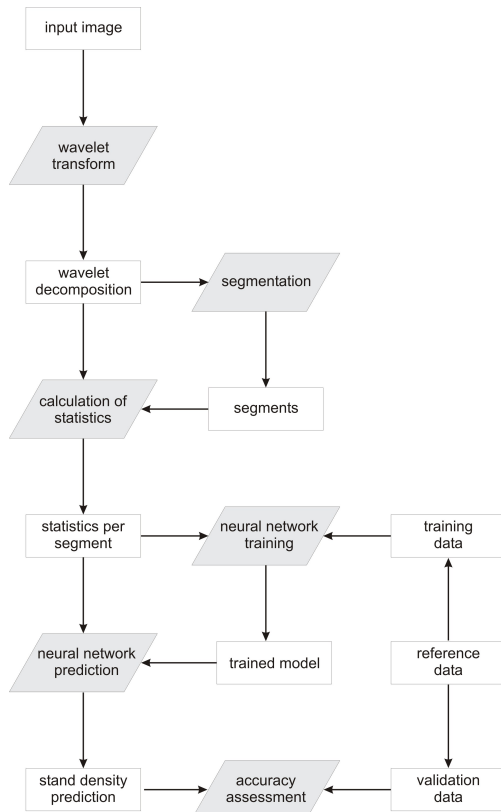 input image
wavelet
transform
wavelet
decomposition
segmentation
calculation of
statistics
segments
statistics per
segment
neural network
training
training
data
neural network
prediction
trained model
reference
data
stand density
prediction
accuracy
assessment
validation
data